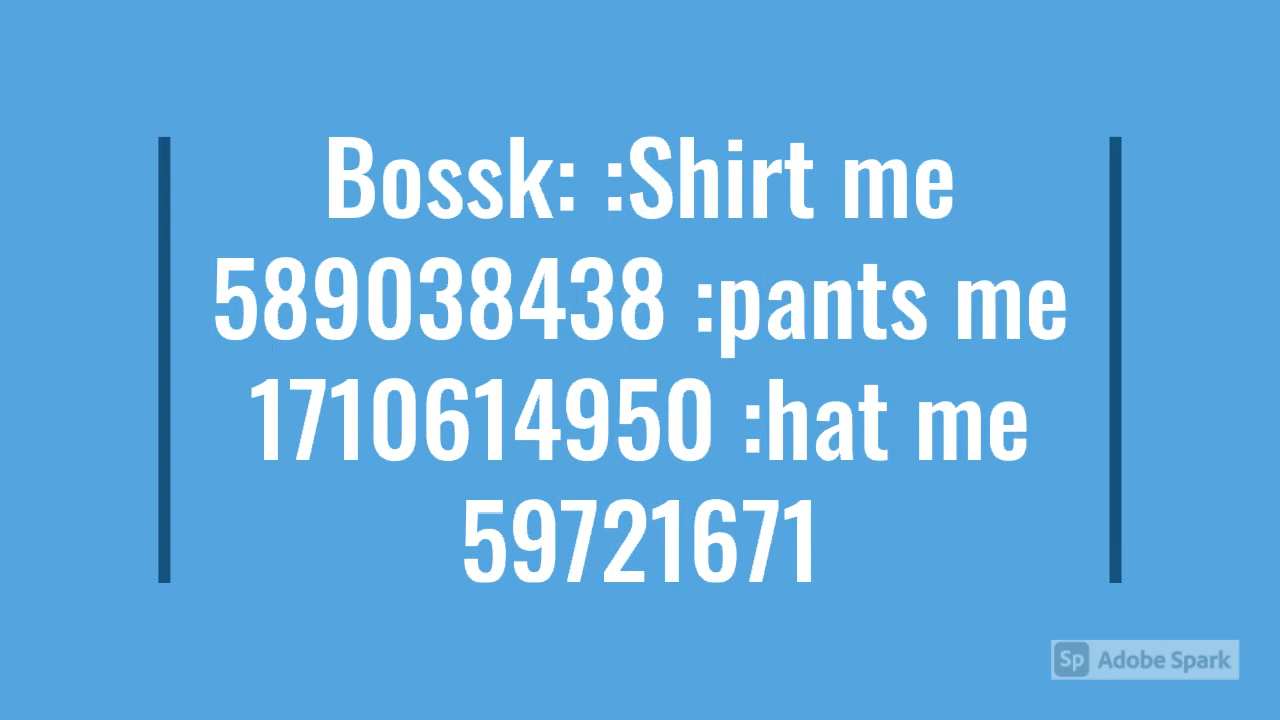 Bossk: :Shirt me
589038438 :pants me
1710614950 :hat me
59721671
Sp Adobe Spark